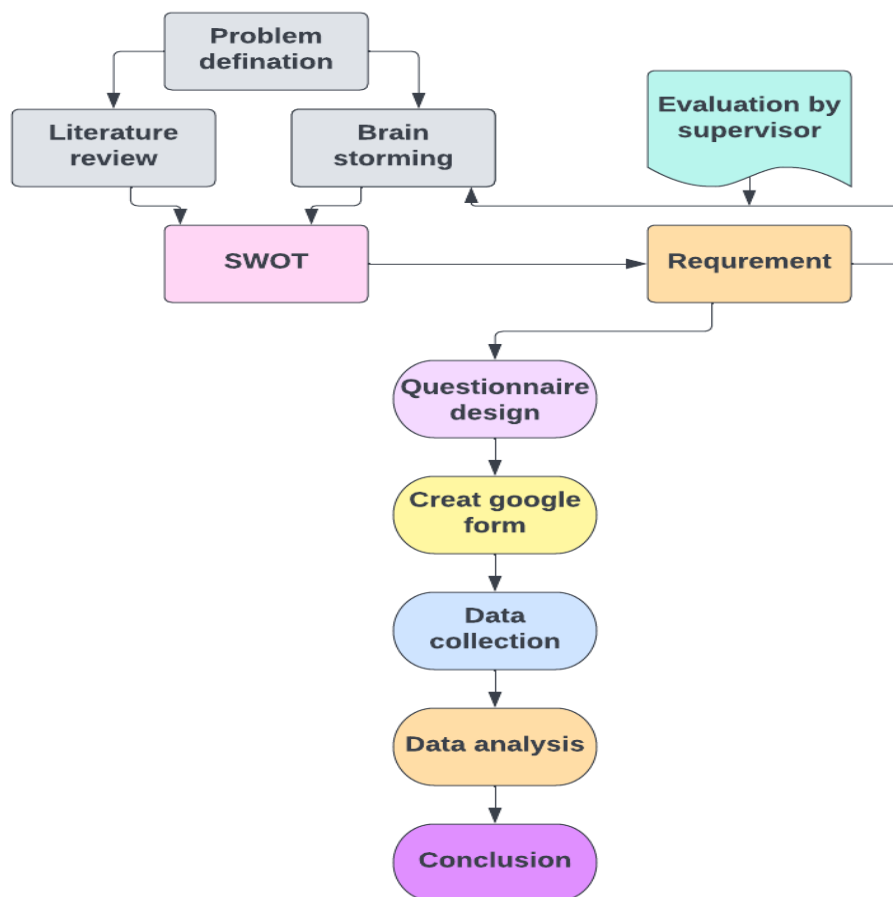 Problem
defination
Literature
review
Brain
storming
Evaluation by
supervisor
SWOT
Requrement
Questionnaire
design
Creat google
form
Data
collection
Data analysis
Conclusion